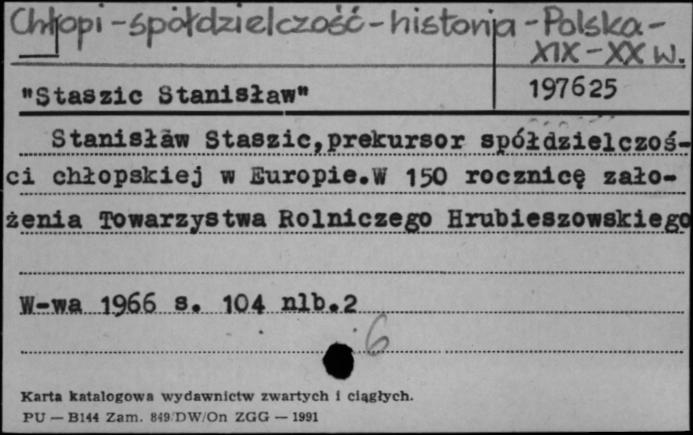 Chłopi - spółdzielczość - historia - Polska -
XIX - XX w.
"Staszic Stanisław"
197625
Stanisław Staszic,prekursor spółdzielczoś-
ci chłopskiej w Europie.W 150 rocznicę zało-
żenia Towarzystwa Rolniczego Hrubieszowskiego
W-wa 1966 s. 104 nlb.2
6
Karta katalogowa wydawnictw zwartych i ciągłych.
PU — B144 Zam. 849/DW/On ZGG — 1991